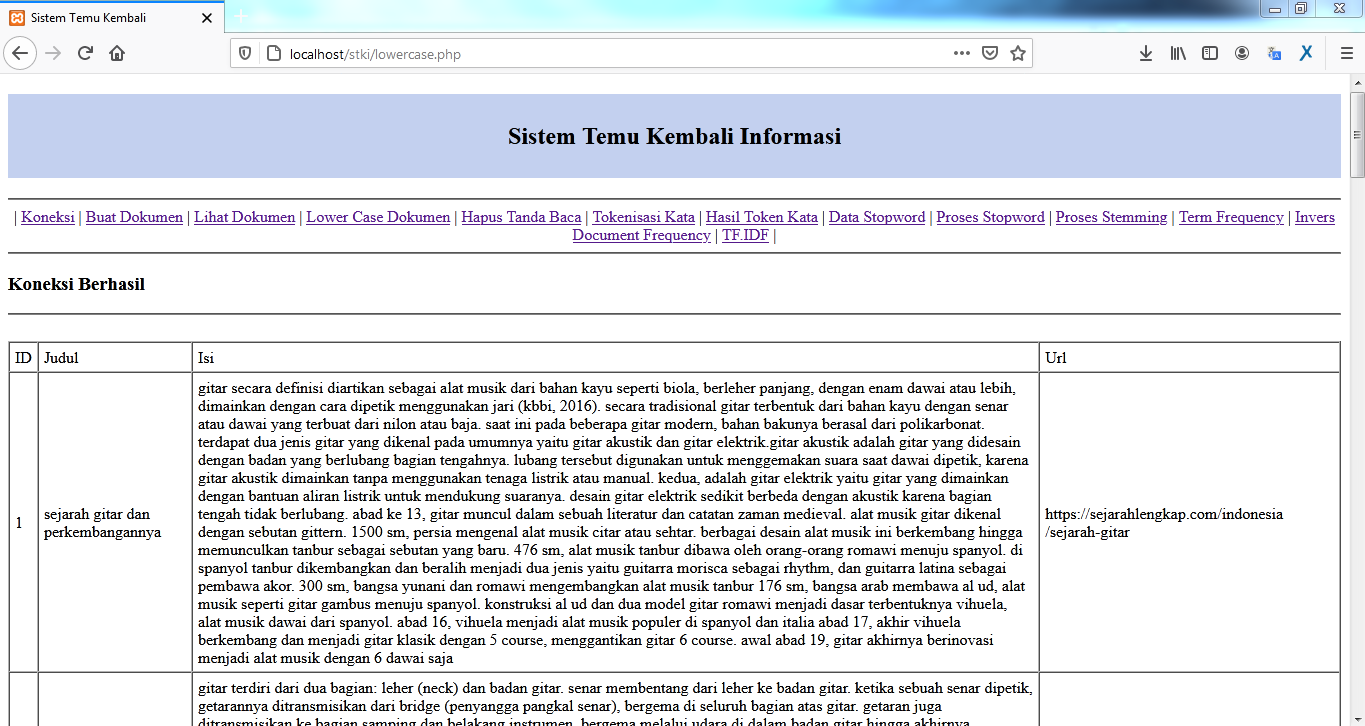 Sistem Temu Kembali
localhost/stki/lowercase.php
Sistem Temu Kembali Informasi
| Koneksi | Buat Dokumen | Lihat Dokumen | Lower Case Dokumen | Hapus Tanda Baca | Tokenisasi Kata | Hasil Token Kata | Data Stopword | Proses Stopword | Proses Stemming | Term Frequency | Invers
Document Frequency | TF.IDF |
Koneksi Berhasil
ID Judul Isi Url
1
sejarah gitar dan
perkembangannya
gitar secara definisi diartikan sebagai alat musik dari bahan kayu seperti biola, berleher panjang, dengan enam dawai atau lebih,
dimainkan dengan cara dipetik menggunakan jari (kbbi, 2016). secara tradisional gitar terbentuk dari bahan kayu dengan senar
atau dawai yang terbuat dari nilon atau baja. saat ini pada beberapa gitar modern, bahan bakunya berasal dari polikarbonat.
terdapat dua jenis gitar yang dikenal pada umumnya yaitu gitar akustik dan gitar elektrik.gitar akustik adalah gitar yang didesain
dengan badan yang berlubang bagian tengahnya. lubang tersebut digunakan untuk menggemakan suara saat dawai dipetik, karena
gitar akustik dimainkan tanpa menggunakan tenaga listrik atau manual. kedua, adalah gitar elektrik yaitu gitar yang dimainkan
dengan bantuan aliran listrik untuk mendukung suaranya. desain gitar elektrik sedikit berbeda dengan akustik karena bagian
tengah tidak berlubang. abad ke 13, gitar muncul dalam sebuah literatur dan catatan zaman medieval. alat musik gitar dikenal
dengan sebutan gittern. 1500 sm, persia mengenal alat musik citar atau sehtar. berbagai desain alat musik ini berkembang hingga
memunculkan tanbur sebagai sebutan yang baru. 476 sm, alat musik tanbur dibawa oleh orang-orang romawi menuju spanyol. di
spanyol tanbur dikembangkan dan beralih menjadi dua jenis yaitu guitarra morisca sebagai rhythm, dan guitarra latina sebagai
pembawa akor. 300 sm, bangsa yunani dan romawi mengembangkan alat musik tanbur 176 sm, bangsa arab membawa al ud, alat
musik seperti gitar gambus menuju spanyol. konstruksi al ud dan dua model gitar romawi menjadi dasar terbentuknya vihuela,
alat musik dawai dari spanyol. abad 16, vihuela menjadi alat musik populer di spanyol dan italia abad 17, akhir vihuela
berkembang dan menjadi gitar klasik dengan 5 course, menggantikan gitar 6 course. awal abad 19, gitar akhirnya berinovasi
menjadi alat musik dengan 6 dawai saja
https://sejarahlengkap.com/indonesia
/sejarah-gitar
gitar terdiri dari dua bagian: leher (neck) dan badan gitar. senar membentang dari leher ke badan gitar. ketika sebuah senar dipetik,
getarannya ditransmisikan dari bridge (penyangga pangkal senar), bergema di seluruh bagian atas gitar. getaran juga
ditransmisikan ke bagian samping dan belakang instrumen, bergema melalui udara di dalam badan gitar hingga akhirnya